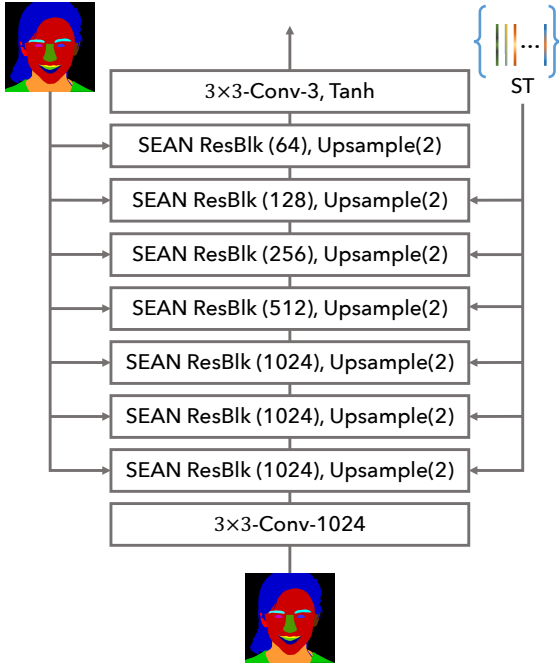 ST
3×3-Conv-3, Tanh
SEAN ResBlk (64), Upsample(2)
SEAN ResBlk (128), Upsample(2)
SEAN ResBlk (256), Upsample(2)
SEAN ResBlk (512), Upsample(2)
SEAN ResBlk (1024), Upsample(2)
SEAN ResBlk (1024), Upsample(2)
SEAN ResBlk (1024), Upsample(2)
3×3-Conv-1024